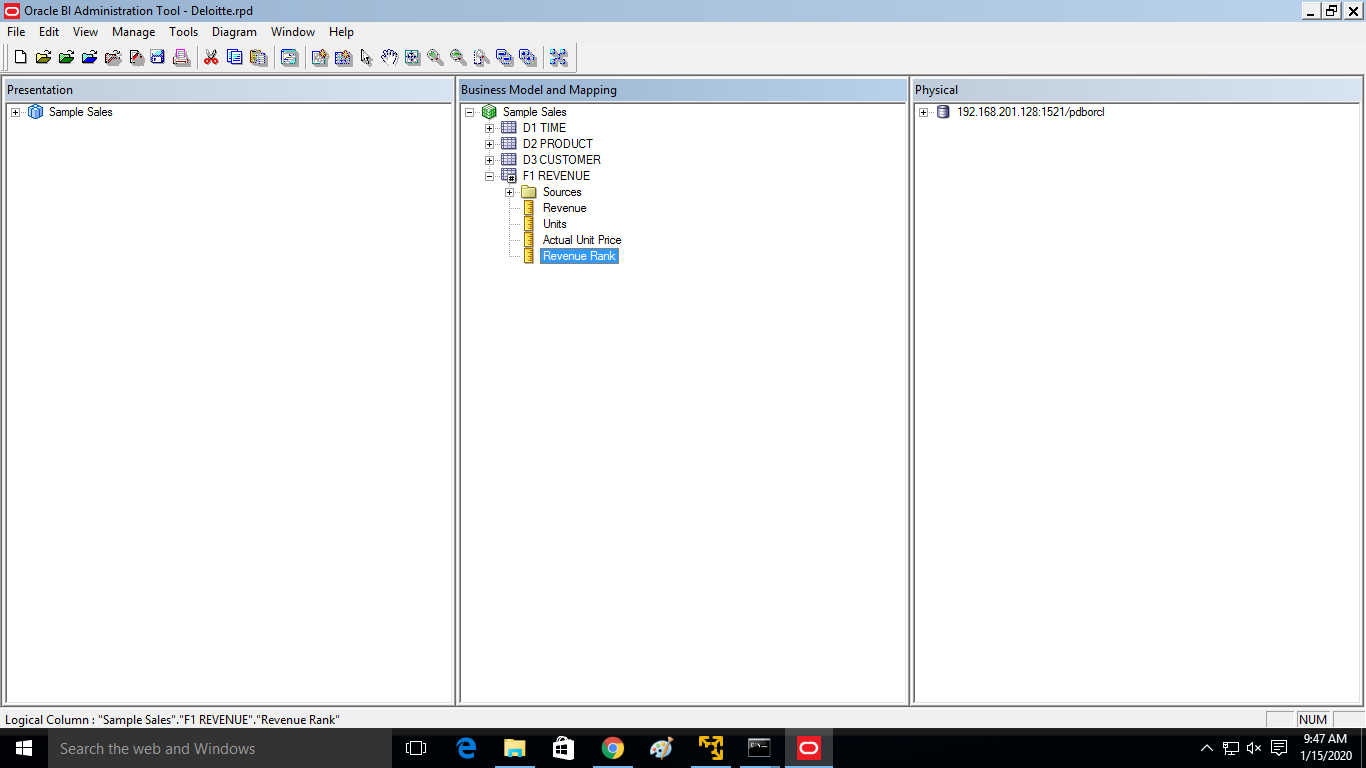 Oracle BI Administration Tool - Deloitte.rpd
File Edit View Manage Tools Diagram Window Help
Presentation
Sample Sales
Business Model and Mapping
Sample Sales
D1 TIME
D2 PRODUCT
D3 CUSTOMER
F1 REVENUE
Sources
Revenue
Units
Actual Unit Price
Revenue Rank
Physical
192.168.201.128:1521/pdborcl
Logical Column : "Sample Sales"."F1 REVENUE"."Revenue Rank"
NUM
Search the web and Windows
9:47 AM
1/15/2020